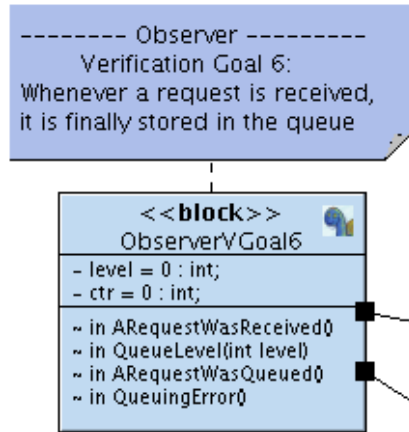 -------- Observer ---------
Verification Goal 6:
Whenever a request is received,
it is finally stored in the queue
<<block>>
ObserverVGoal6
- level = 0 : int;
- ctr = 0 : int;
~ in ARequestWasReceived()
~ in QueueLevel(int level)
~ in ARequestWasQueued()
~ in QueuingError()